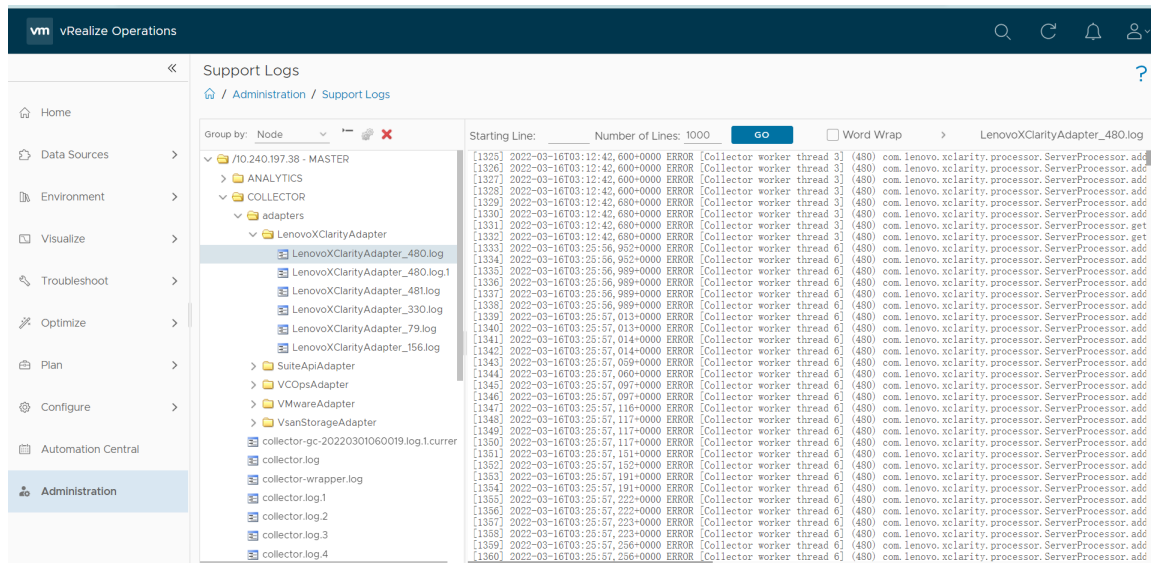 vm vRealize Operations
«
Home
Data Sources
Environment
Visualize
Troubleshoot
Optimize
Plan
Configure
Automation Central
Administration
Support Logs
?
/ Administration / Support Logs
Group by: Node
Starting Line: Number of Lines: 1000 GO Word Wrap > LenovoXClarityAdapter_480.log
/10.240.197.38 - MASTER
ANALYTICS
COLLECTOR
adapters
LenovoXClarityAdapter
LenovoXClarityAdapter_480.log
LenovoXClarityAdapter_480.log.1
LenovoXClarityAdapter_481.log
LenovoXClarityAdapter_330.log
LenovoXClarityAdapter_79.log
LenovoXClarityAdapter_156.log
SuiteApiAdapter
VCOpsAdapter
VMwareAdapter
VsanStorageAdapter
collector-gc-20220301060019.log.1.curren
collector.log
collector-wrapper.log
collector.log.1
collector.log.2
collector.log.3
collector.log.4
[1325] 2022-03-16T03:12:42,600+0000 ERROR [Collector worker thread 3] (480) com.lenovo.xclarity.processor.ServerProcessor.add
[1326] 2022-03-16T03:12:42,600+0000 ERROR [Collector worker thread 3] (480) com.lenovo.xclarity.processor.ServerProcessor.add
[1327] 2022-03-16T03:12:42,600+0000 ERROR [Collector worker thread 3] (480) com.lenovo.xclarity.processor.ServerProcessor.add
[1328] 2022-03-16T03:12:42,600+0000 ERROR [Collector worker thread 3] (480) com.lenovo.xclarity.processor.ServerProcessor.add
[1329] 2022-03-16T03:12:42,680+0000 ERROR [Collector worker thread 3] (480) com.lenovo.xclarity.processor.ServerProcessor.add
[1330] 2022-03-16T03:12:42,680+0000 ERROR [Collector worker thread 3] (480) com.lenovo.xclarity.processor.ServerProcessor.add
[1331] 2022-03-16T03:12:42,680+0000 ERROR [Collector worker thread 3] (480) com.lenovo.xclarity.processor.ServerProcessor.get
[1332] 2022-03-16T03:12:42,680+0000 ERROR [Collector worker thread 3] (480) com.lenovo.xclarity.processor.ServerProcessor.get
[1333] 2022-03-16T03:25:56,952+0000 ERROR [Collector worker thread 6] (480) com.lenovo.xclarity.processor.ServerProcessor.add
[1334] 2022-03-16T03:25:56,952+0000 ERROR [Collector worker thread 6] (480) com.lenovo.xclarity.processor.ServerProcessor.add
[1335] 2022-03-16T03:25:56,989+0000 ERROR [Collector worker thread 6] (480) com.lenovo.xclarity.processor.ServerProcessor.add
[1336] 2022-03-16T03:25:56,989+0000 ERROR [Collector worker thread 6] (480) com.lenovo.xclarity.processor.ServerProcessor.add
[1337] 2022-03-16T03:25:56,989+0000 ERROR [Collector worker thread 6] (480) com.lenovo.xclarity.processor.ServerProcessor.add
[1338] 2022-03-16T03:25:56,989+0000 ERROR [Collector worker thread 6] (480) com.lenovo.xclarity.processor.ServerProcessor.add
[1339] 2022-03-16T03:25:57,013+0000 ERROR [Collector worker thread 6] (480) com.lenovo.xclarity.processor.ServerProcessor.add
[1340] 2022-03-16T03:25:57,013+0000 ERROR [Collector worker thread 6] (480) com.lenovo.xclarity.processor.ServerProcessor.add
[1341] 2022-03-16T03:25:57,014+0000 ERROR [Collector worker thread 6] (480) com.lenovo.xclarity.processor.ServerProcessor.add
[1342] 2022-03-16T03:25:57,014+0000 ERROR [Collector worker thread 6] (480) com.lenovo.xclarity.processor.ServerProcessor.add
[1343] 2022-03-16T03:25:57,059+0000 ERROR [Collector worker thread 6] (480) com.lenovo.xclarity.processor.ServerProcessor.add
[1344] 2022-03-16T03:25:57,060+0000 ERROR [Collector worker thread 6] (480) com.lenovo.xclarity.processor.ServerProcessor.add
[1345] 2022-03-16T03:25:57,097+0000 ERROR [Collector worker thread 6] (480) com.lenovo.xclarity.processor.ServerProcessor.add
[1346] 2022-03-16T03:25:57,097+0000 ERROR [Collector worker thread 6] (480) com.lenovo.xclarity.processor.ServerProcessor.add
[1347] 2022-03-16T03:25:57,116+0000 ERROR [Collector worker thread 6] (480) com.lenovo.xclarity.processor.ServerProcessor.add
[1348] 2022-03-16T03:25:57,117+0000 ERROR [Collector worker thread 6] (480) com.lenovo.xclarity.processor.ServerProcessor.add
[1349] 2022-03-16T03:25:57,117+0000 ERROR [Collector worker thread 6] (480) com.lenovo.xclarity.processor.ServerProcessor.add
[1350] 2022-03-16T03:25:57,117+0000 ERROR [Collector worker thread 6] (480) com.lenovo.xclarity.processor.ServerProcessor.add
[1351] 2022-03-16T03:25:57,151+0000 ERROR [Collector worker thread 6] (480) com.lenovo.xclarity.processor.ServerProcessor.add
[1352] 2022-03-16T03:25:57,152+0000 ERROR [Collector worker thread 6] (480) com.lenovo.xclarity.processor.ServerProcessor.add
[1353] 2022-03-16T03:25:57,191+0000 ERROR [Collector worker thread 6] (480) com.lenovo.xclarity.processor.ServerProcessor.add
[1354] 2022-03-16T03:25:57,191+0000 ERROR [Collector worker thread 6] (480) com.lenovo.xclarity.processor.ServerProcessor.add
[1355] 2022-03-16T03:25:57,222+0000 ERROR [Collector worker thread 6] (480) com.lenovo.xclarity.processor.ServerProcessor.add
[1356] 2022-03-16T03:25:57,222+0000 ERROR [Collector worker thread 6] (480) com.lenovo.xclarity.processor.ServerProcessor.add
[1357] 2022-03-16T03:25:57,223+0000 ERROR [Collector worker thread 6] (480) com.lenovo.xclarity.processor.ServerProcessor.add
[1358] 2022-03-16T03:25:57,223+0000 ERROR [Collector worker thread 6] (480) com.lenovo.xclarity.processor.ServerProcessor.add
[1359] 2022-03-16T03:25:57,256+0000 ERROR [Collector worker thread 6] (480) com.lenovo.xclarity.processor.ServerProcessor.add
[1360] 2022-03-16T03:25:57,256+0000 ERROR [Collector worker thread 6] (480) com.lenovo.xclarity.processor.ServerProcessor.add